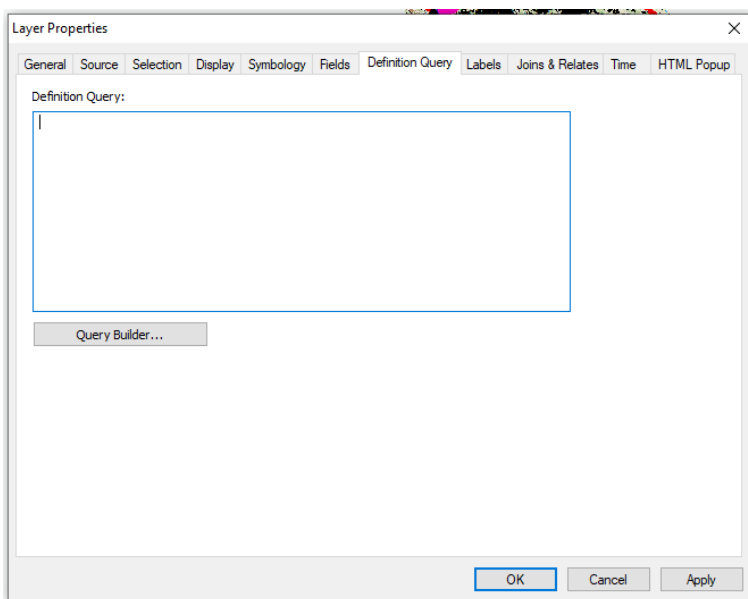 Layer Properties
General Source Selection Display Symbology Fields Definition Query Labels Joins & Relates Time HTML Popup
Definition Query:
Query Builder...
OK Cancel Apply